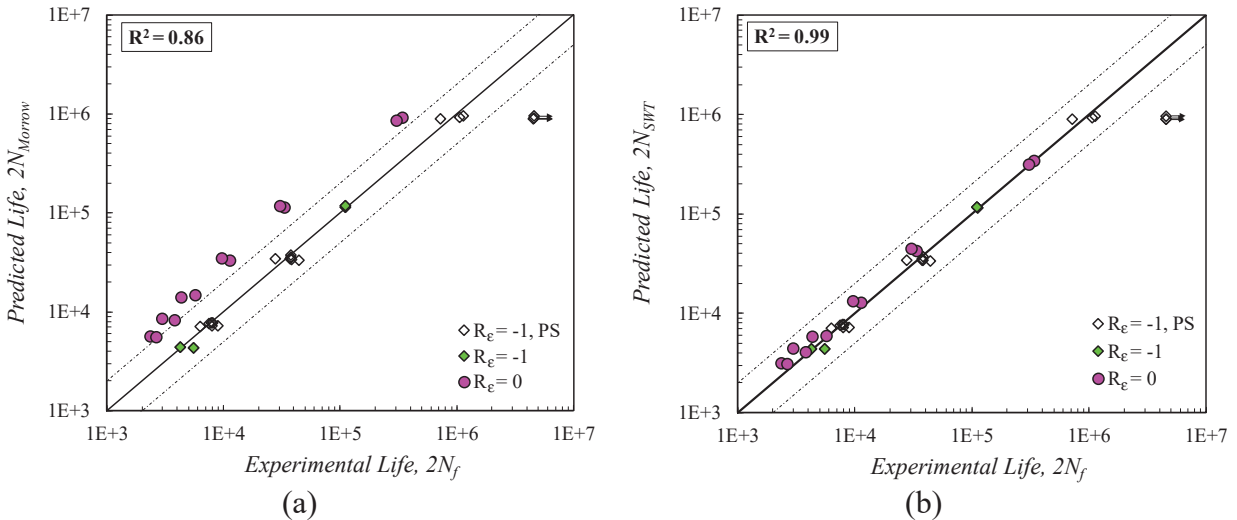 R² = 0.86
1E+7
1E+6
1E+5
1E+4
1E+3
Predicted Life, 2N_Morrow
R_ε = -1, PS
R_ε = -1
R_ε = 0
1E+3 1E+4 1E+5 1E+6 1E+7
Experimental Life, 2N_f
(a)
R² = 0.99
1E+7
1E+6
1E+5
1E+4
1E+3
Predicted Life, 2N_SWT
R_ε = -1, PS
R_ε = -1
R_ε = 0
1E+3 1E+4 1E+5 1E+6 1E+7
Experimental Life, 2N_f
(b)